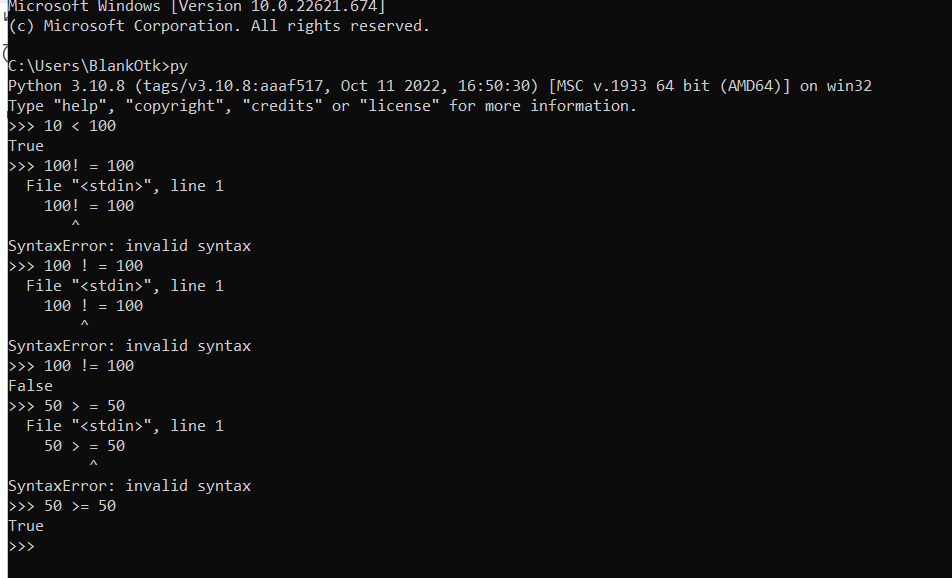 Microsoft Windows [Version 10.0.22621.674]
(c) Microsoft Corporation. All rights reserved.
C:\Users\BlankOtk>py
Python 3.10.8 (tags/v3.10.8:aaaf517, Oct 11 2022, 16:50:30) [MSC v.1933 64 bit (AMD64)] on win32
Type "help", "copyright", "credits" or "license" for more information.
>>> 10 < 100
True
>>> 100! = 100
  File "<stdin>", line 1
    100! = 100
       ^
SyntaxError: invalid syntax
>>> 100 ! = 100
  File "<stdin>", line 1
    100 ! = 100
        ^
SyntaxError: invalid syntax
>>> 100 != 100
False
>>> 50 > = 50
  File "<stdin>", line 1
    50 > = 50
         ^
SyntaxError: invalid syntax
>>> 50 >= 50
True
>>>